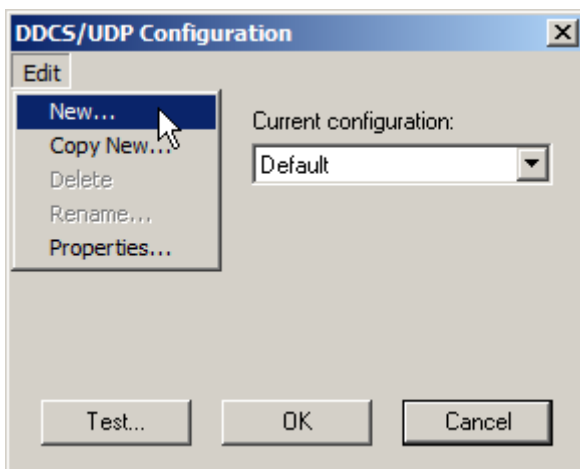 DDCS/UDP Configuration
Edit
New...
Copy New...
Delete
Rename...
Properties...
Current configuration:
Default
Test...
OK
Cancel